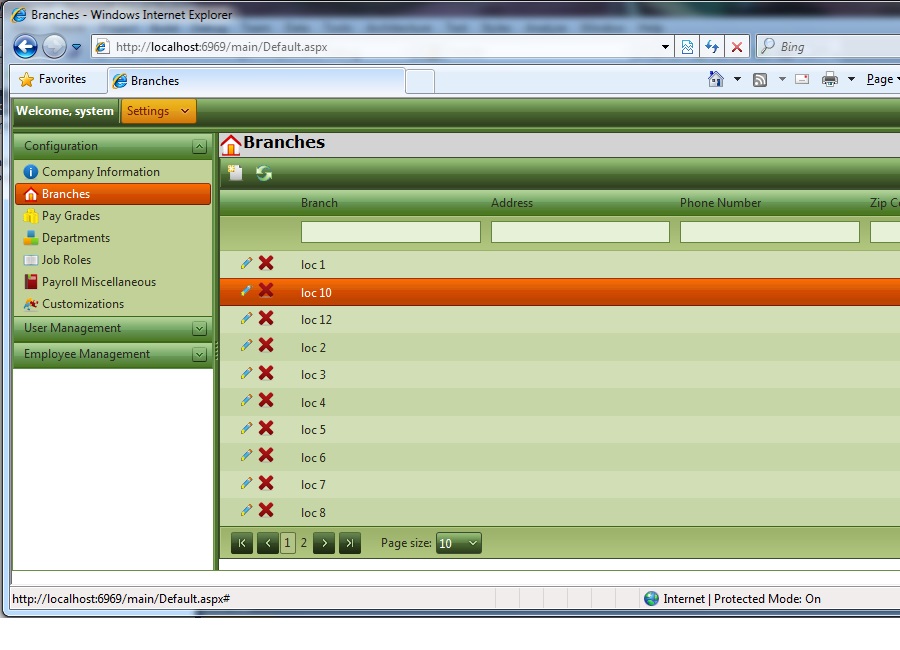 Branches - Windows Internet Explorer
http://localhost:6969/main/Default.aspx
Bing
Favorites
Branches
Page
Welcome, system
Settings
Configuration
Company Information
Branches
Pay Grades
Departments
Job Roles
Payroll Miscellaneous
Customizations
User Management
Employee Management
Branches
Branch Address Phone Number Zip
loc 1
loc 10
loc 12
loc 2
loc 3
loc 4
loc 5
loc 6
loc 7
loc 8
1 2 Page size: 10
http://localhost:6969/main/Default.aspx#
Internet | Protected Mode: On